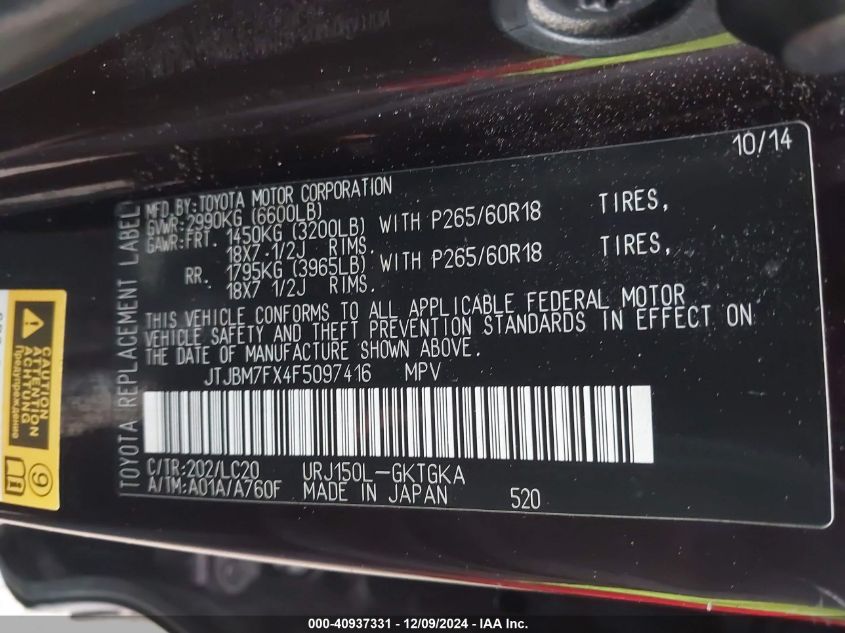 10/14
MFD.BY:TOYOTA MOTOR CORPORATION
GVWR:2990KG (6600LB)
GAWR:FRT. 1450KG (3200LB) WITH P265/60R18 TIRES,
18X7 1/2J RIMS.
RR. 1795KG (3965LB) WITH P265/60R18 TIRES,
18X7 1/2J RIMS.
THIS VEHICLE CONFORMS TO ALL APPLICABLE FEDERAL MOTOR
VEHICLE SAFETY AND THEFT PREVENTION STANDARDS IN EFFECT ON
THE DATE OF MANUFACTURE SHOWN ABOVE.
JTJBM7FX4F5097416 MPV
C/TR:202/LC20 URJ150L-GKTGKA
A/TM:A01A/A760F MADE IN JAPAN 520
TOYOTA REPLACEMENT LABEL
CAUTION
ATTENTION
ACHTUNG
Предупреждение
9
000-40937331 - 12/09/2024 - IAA Inc.